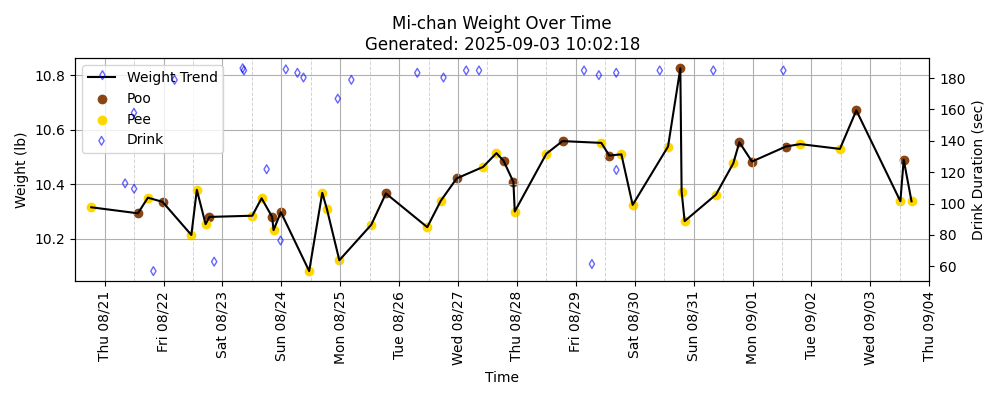 Mi-chan Weight Over Time
Generated: 2025-09-03 10:02:18
Weight (lb)
10.8
10.6
10.4
10.2
Weight Trend
Poo
Pee
Drink
180
160
140
120
100
80
60
Drink Duration (sec)
Thu 08/21
Fri 08/22
Sat 08/23
Sun 08/24
Mon 08/25
Tue 08/26
Wed 08/27
Thu 08/28
Fri 08/29
Sat 08/30
Sun 08/31
Mon 09/01
Tue 09/02
Wed 09/03
Thu 09/04
Time